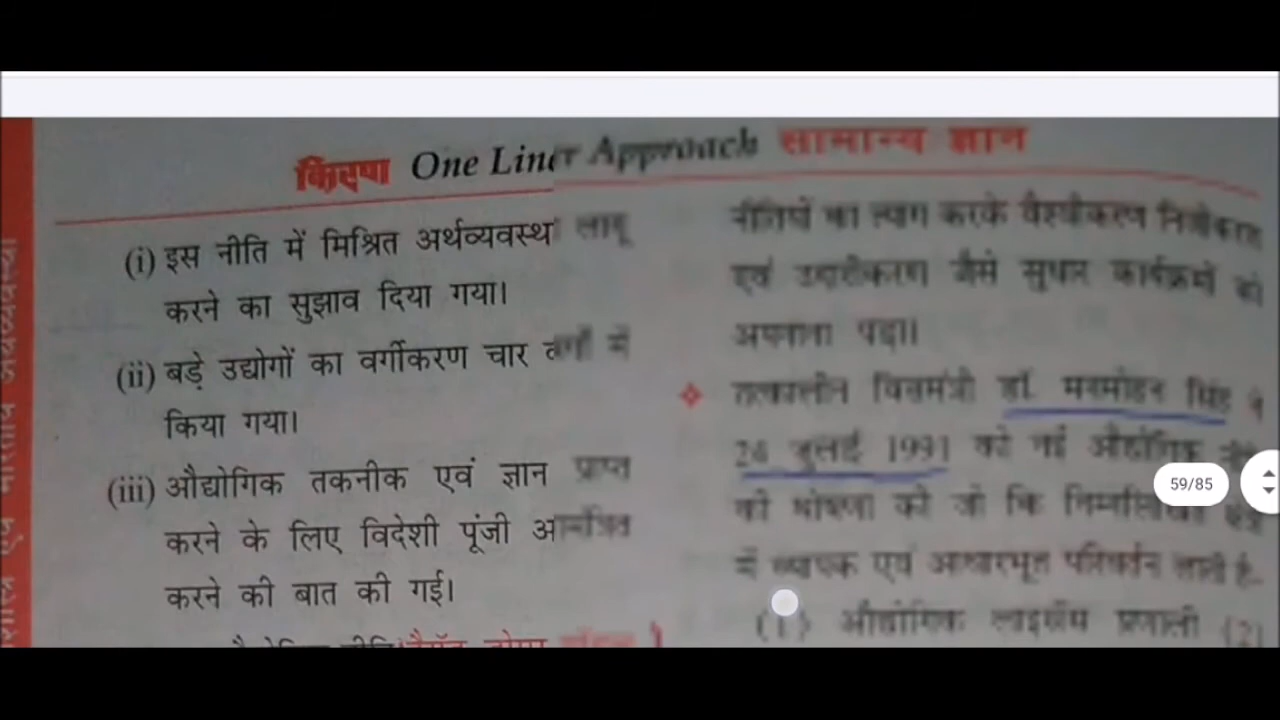 किरण One Liner Approach सामान्य ज्ञान
(i) इस नीति में मिश्रित अर्थव्यवस्था लागू
करने का सुझाव दिया गया।
(ii) बड़े उद्योगों का वर्गीकरण चार वर्गों में
किया गया।
(iii) औद्योगिक तकनीक एवं ज्ञान प्राप्त
करने के लिए विदेशी पूंजी आमंत्रित
करने की बात की गई।
नीतियों का त्याग करके वैश्वीकरण निजीकरण
एवं उदारीकरण जैसे सुधार कार्यक्रमों को
अपनाना पड़ा।
तत्कालीन वित्तमंत्री डॉ. मनमोहन सिंह ने
24 जुलाई 1991 को नई औद्योगिक नीति
की घोषणा की जो कि निम्नलिखित क्षेत्र
में व्यापक एवं आधारभूत परिवर्तन लाती है-
(1) औद्योगिक लाइसेंस प्रणाली (2)
59/85